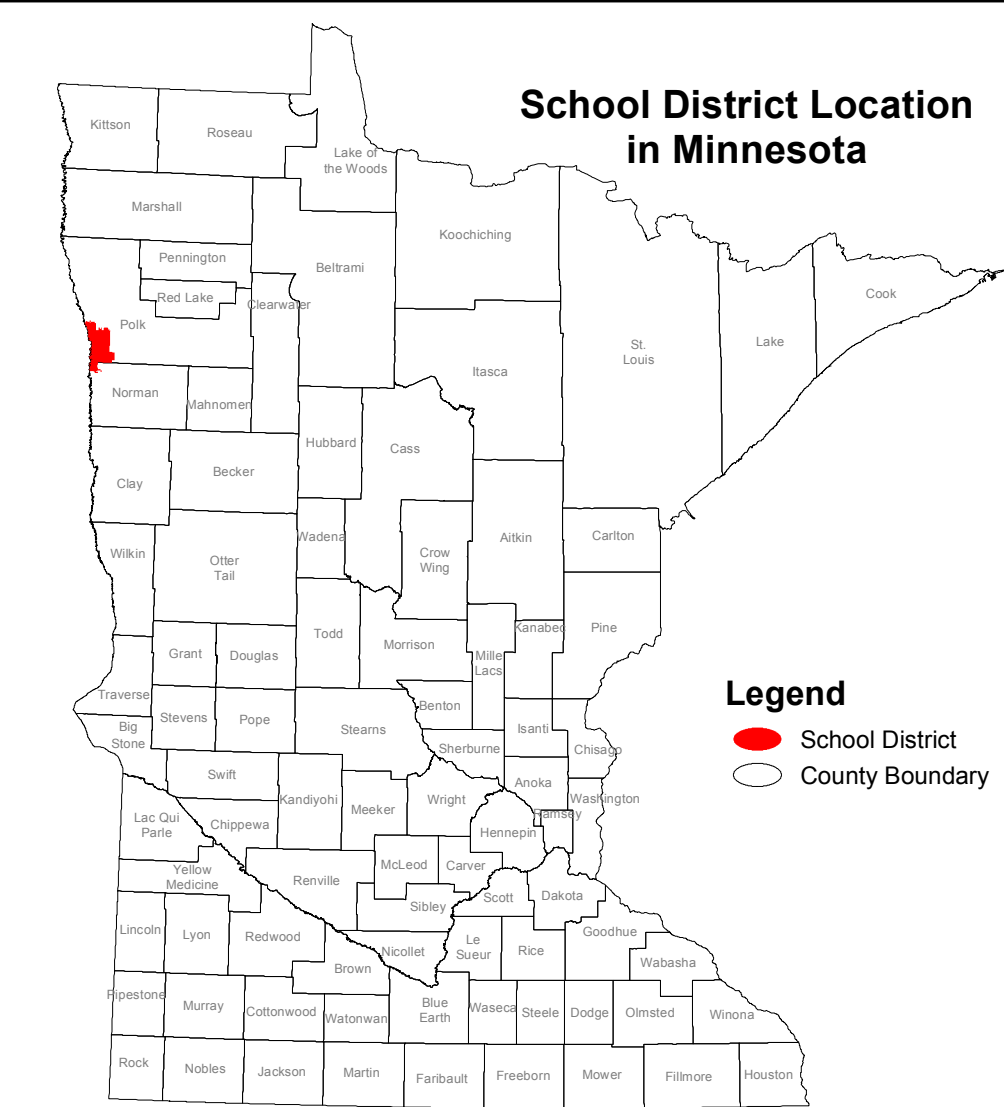 School District Location
in Minnesota
Kittson
Roseau
Lake of
the Woods
Marshall
Koochiching
Pennington
Beltrami
Red Lake
Clearwater
Cook
Polk
St.
Louis
Lake
Itasca
Norman
Mahnomen
Hubbard
Cass
Becker
Clay
Wadena
Aitkin
Carlton
Wilkin
Crow
Wing
Otter
Tail
Todd
Kanabec
Pine
Morrison
Grant
Douglas
Mille
Lacs
Traverse
Legend
Benton
Stevens
Pope
Stearns
Isanti
Big
Stone
Sherburne
Chisago
School District
Swift
County Boundary
Anoka
Kandiyohi
Meeker
Wright
Washington
Ramsey
Lac Qui
Parle
Chippewa
Hennepin
Yellow
Medicine
McLeod
Carver
Renville
Scott
Dakota
Sibley
Lincoln
Lyon
Redwood
Goodhue
Le
Sueur
Rice
Nicollet
Brown
Wabasha
Pipestone
Murray
Cottonwood
Watonwan
Blue
Earth
Waseca
Steele
Dodge
Olmsted
Winona
Rock
Nobles
Jackson
Martin
Faribault
Freeborn
Mower
Fillmore
Houston